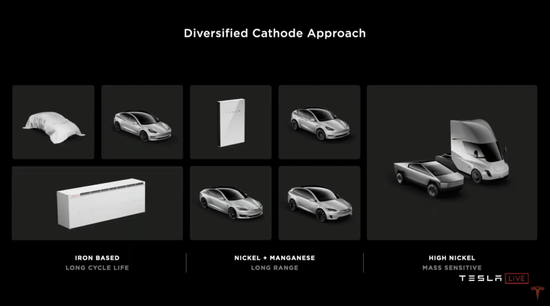 Diversified Cathode Approach
IRON BASED
LONG CYCLE LIFE
NICKEL + MANGANESE
LONG RANGE
HIGH NICKEL
MASS SENSITIVE
TESLA LIVE